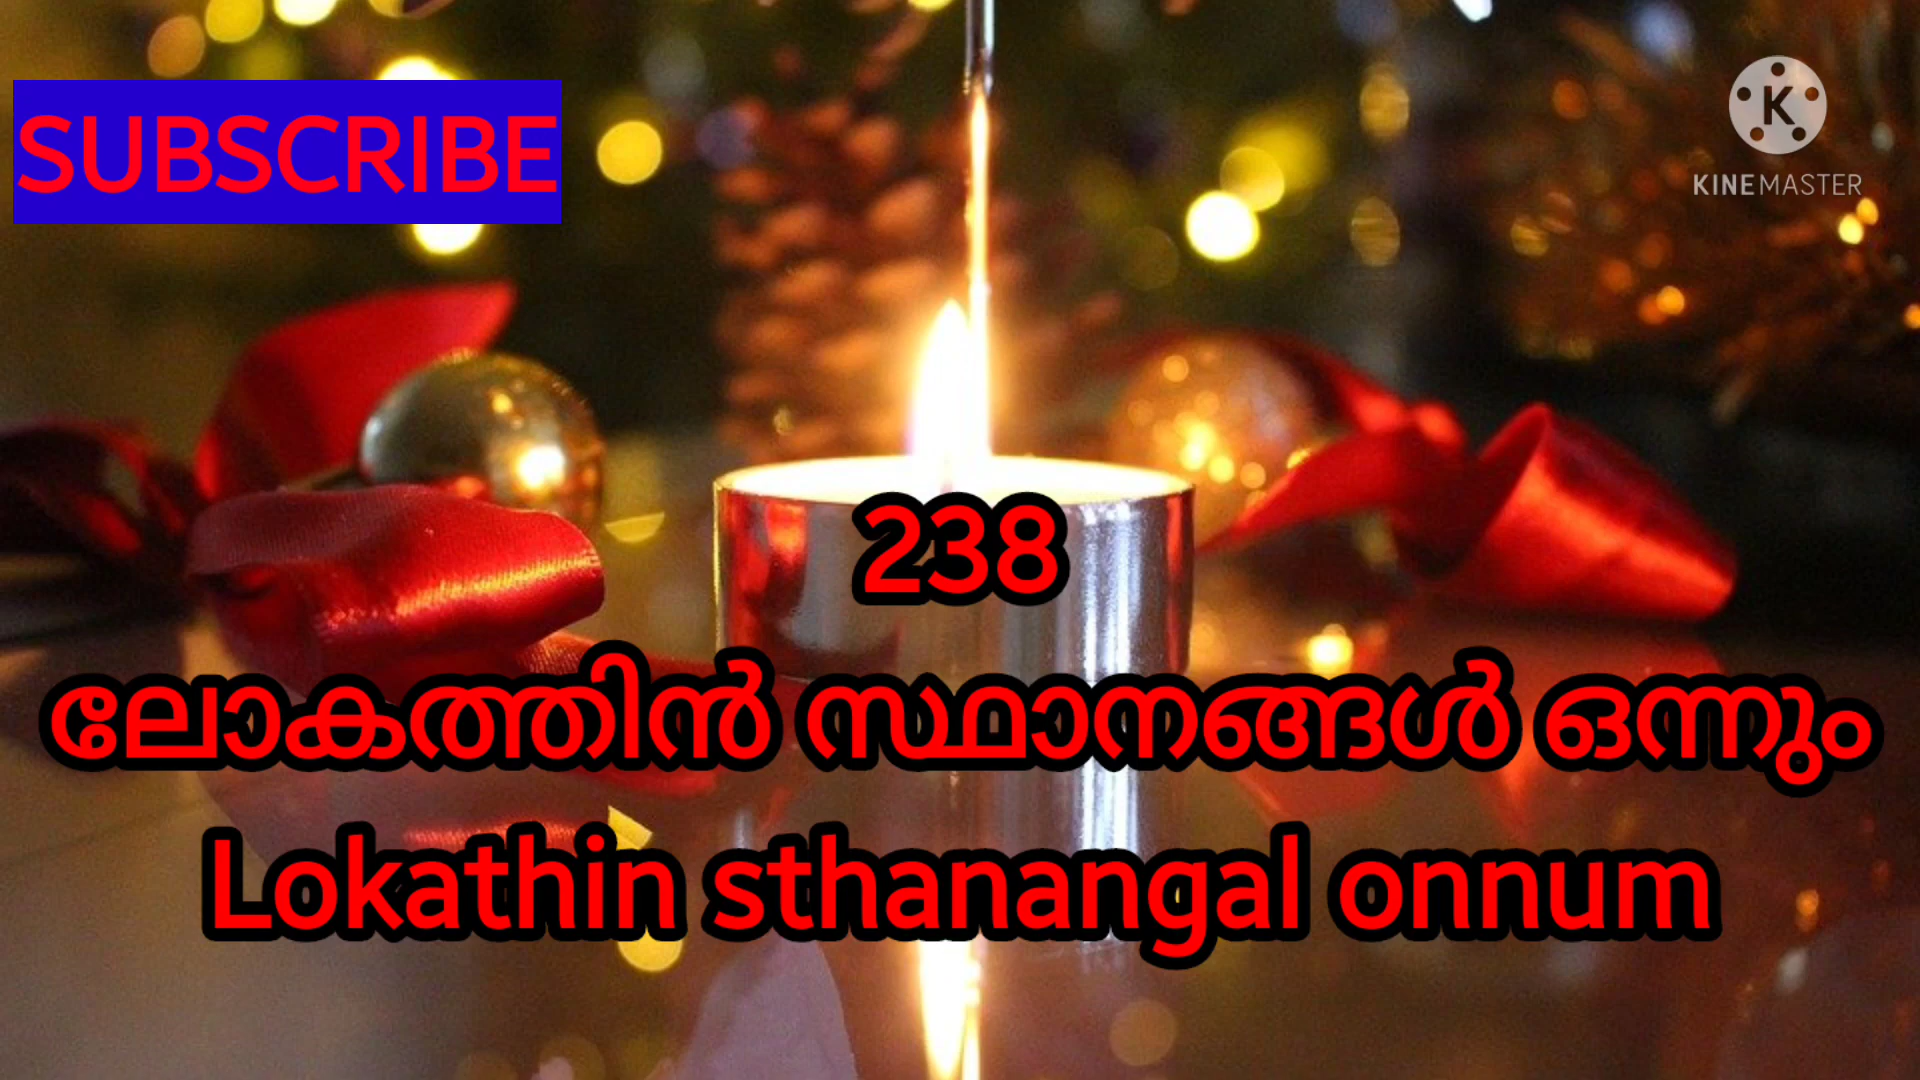 SUBSCRIBE
K
KINEMASTER
238
ലോകത്തിൻ സ്ഥാനങ്ങൾ ഒന്നും
Lokathin sthanangal onnum